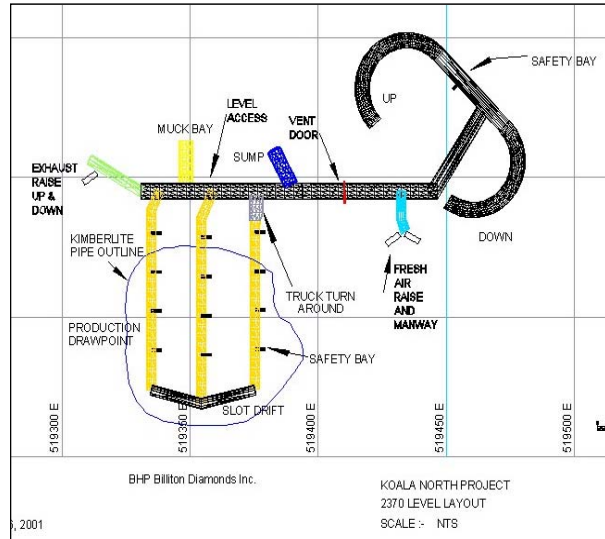 SAFETY BAY
UP
LEVEL
ACCESS
VENT
DOOR
MUCK BAY
SUMP
EXHAUST
RAISE
UP &
DOWN
KIMBERLITE
PIPE OUTLINE
DOWN
TRUCK TURN
AROUND
FRESH
AIR
RAISE
AND
MANWAY
PRODUCTION
DRAWPOINT
SAFETY BAY
SLOT DRIFT
519300 E
519350 E
519400 E
519450 E
519500 E
BHP Billiton Diamonds Inc.
KOALA NORTH PROJECT
2370 LEVEL LAYOUT
SCALE :- NTS
, 2001